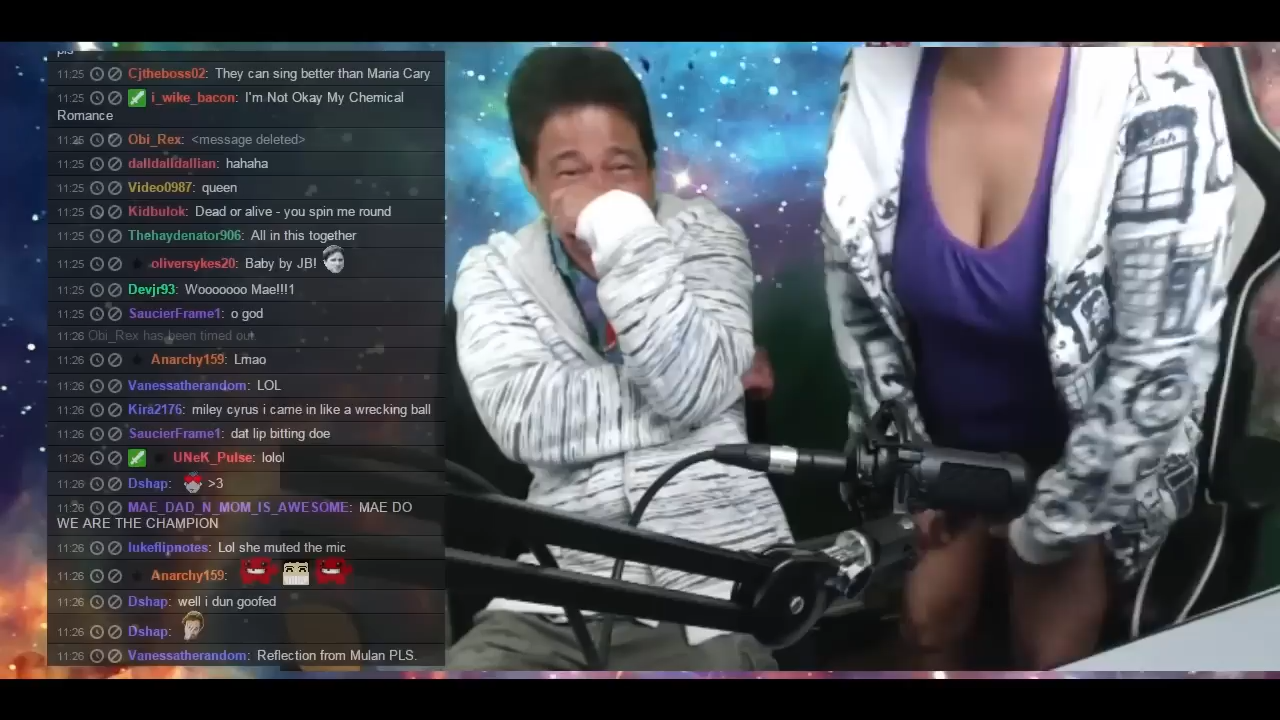 pls
11:25 Cjtheboss02: They can sing better than Maria Cary
11:25 i_wike_bacon: I'm Not Okay My Chemical
Romance
11:25 Obi_Rex: <message deleted>
11:25 dalldalldallian: hahaha
11:25 Video0987: queen
11:25 Kidbulok: Dead or alive - you spin me round
11:25 Thehaydenator906: All in this together
11:25 oliversykes20: Baby by JB!
11:25 Devjr93: Wooooooo Mae!!!1
11:25 SaucierFrame1: o god
11:26 Obi_Rex has been timed out.
11:26 Anarchy159: Lmao
11:26 Vanessatherandom: LOL
11:26 Kira2176: miley cyrus i came in like a wrecking ball
11:26 SaucierFrame1: dat lip bitting doe
11:26 UNeK_Pulse: lolol
11:26 Dshap: >3
11:26 MAE_DAD_N_MOM_IS_AWESOME: MAE DO
WE ARE THE CHAMPION
11:26 lukeflipnotes: Lol she muted the mic
11:26 Anarchy159:
11:26 Dshap: well i dun goofed
11:26 Dshap:
11:26 Vanessatherandom: Reflection from Mulan PLS.